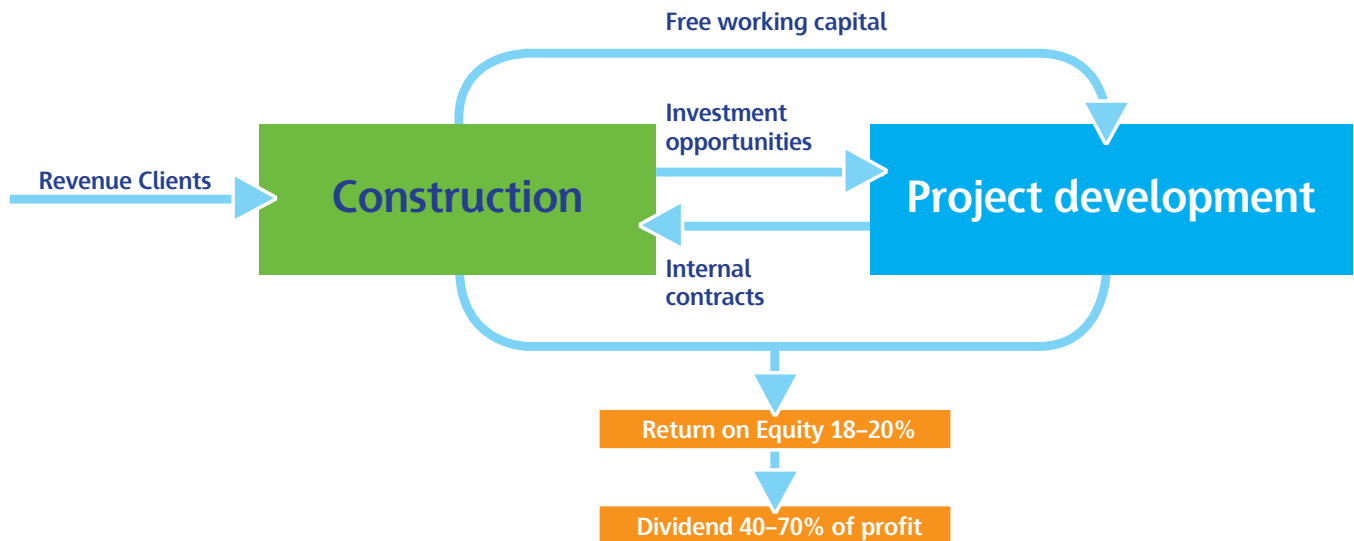 Free working capital
Investment
opportunities
Revenue Clients
Construction
Project development
Internal
contracts
Return on Equity 18–20%
Dividend 40–70% of profit